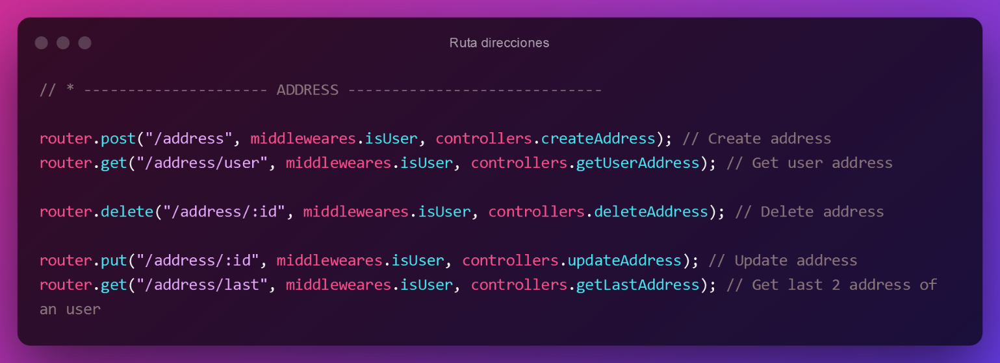 Ruta direcciones
// * --------------------- ADDRESS -----------------------------
router.post("/address", middleweares.isUser, controllers.createAddress); // Create address
router.get("/address/user", middleweares.isUser, controllers.getUserAddress); // Get user address
router.delete("/address/:id", middleweares.isUser, controllers.deleteAddress); // Delete address
router.put("/address/:id", middleweares.isUser, controllers.updateAddress); // Update address
router.get("/address/last", middleweares.isUser, controllers.getLastAddress); // Get last 2 address of
an user